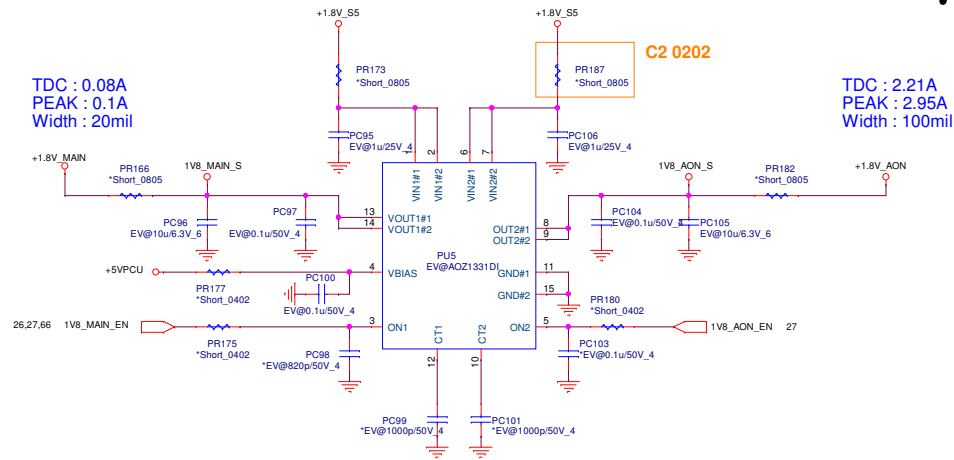 +1.8V_S5
+1.8V_S5
C2 0202
PR173
*Short_0805
PR187
*Short_0805
TDC : 0.08A
PEAK : 0.1A
Width : 20mil
TDC : 2.21A
PEAK : 2.95A
Width : 100mil
PC95
EV@1u/25V_4
PC106
EV@1u/25V_4
1
2
6
7
VIN1#1
VIN1#2
VIN2#1
VIN2#2
+1.8V_MAIN
PR166
*Short_0805
1V8_MAIN_S
1V8_AON_S
PR182
*Short_0805
+1.8V_AON
PC96
EV@10u/6.3V_6
PC97
EV@0.1u/50V_4
13
14
VOUT1#1
VOUT1#2
OUT2#1
OUT2#2
8
9
PC104
EV@0.1u/50V_4
PC105
EV@10u/6.3V_6
PU5
EV@AOZ1331DI
+5VPCU
PR177
*Short_0402
PC100
EV@0.1u/50V_4
4
VBIAS
GND#1
11
GND#2
15
26,27,66
1V8_MAIN_EN
PR175
*Short_0402
3
ON1
ON2
5
PR180
*Short_0402
1V8_AON_EN
27
PC98
*EV@820p/50V_4
PC103
*EV@0.1u/50V_4
CT1
CT2
12
10
PC99
*EV@1000p/50V_4
PC101
*EV@1000p/50V_4